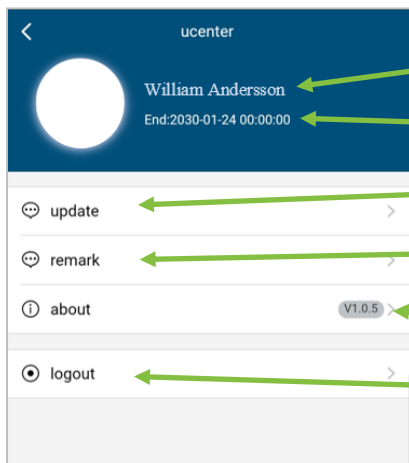 ucenter
William Andersson
End:2030-01-24 00:00:00
update
remark
about V1.0.5
logout